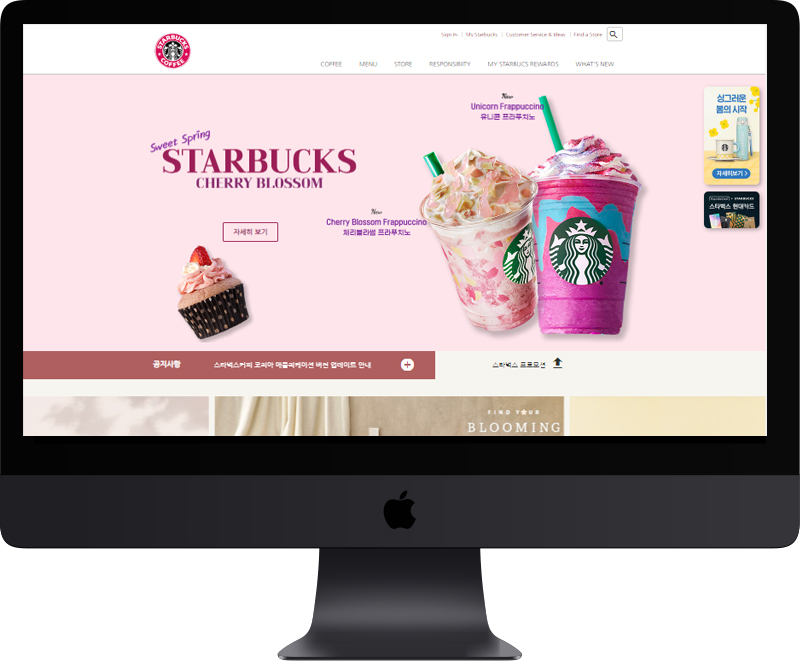 STARBUCKS
COFFEE
Sign In | My Starbucks | Customer Service & Ideas | Find a Store
COFFEE MENU STORE RESPONSIBILITY MY STARBUCS REWARDS WHAT'S NEW
Sweet Spring
STARBUCKS
CHERRY BLOSSOM
자세히 보기
New
Unicorn Frappuccino
유니콘 프라푸치노
New
Cherry Blossom Frappuccino
체리블라썸 프라푸치노
싱그러운
봄의 시작
자세히보기
STARBUCKS
스타벅스 현대카드
공지사항
스타벅스커피 코리아 애플리케이션 버전 업데이트 안내
스타벅스 프로모션
FIND YOUR
BLOOMING